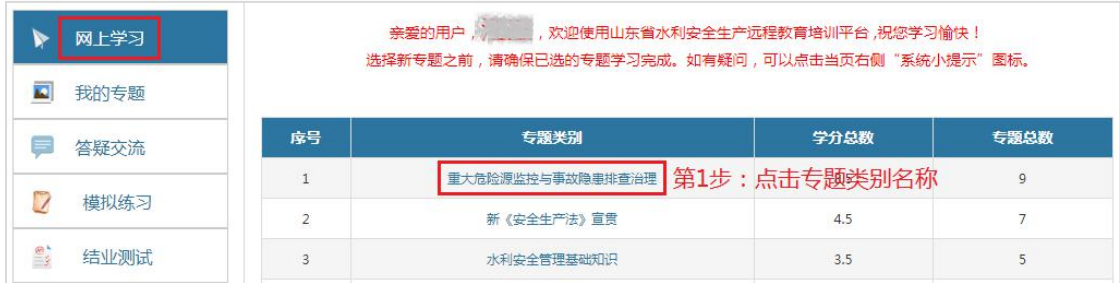 网上学习
我的专题
答疑交流
模拟练习
结业测试
亲爱的用户，，欢迎使用山东省水利安全生产远程教育培训平台,祝您学习愉快！
选择新专题之前，请确保已选的专题学习完成。如有疑问，可以点击当页右侧“系统小提示”图标。
序号 专题类别 学分总数 专题总数
1 重大危险源监控与事故隐患排查治理 第1步：点击专题类别名称 9
2 新《安全生产法》宣贯 4.5 7
3 水利安全管理基础知识 3.5 5